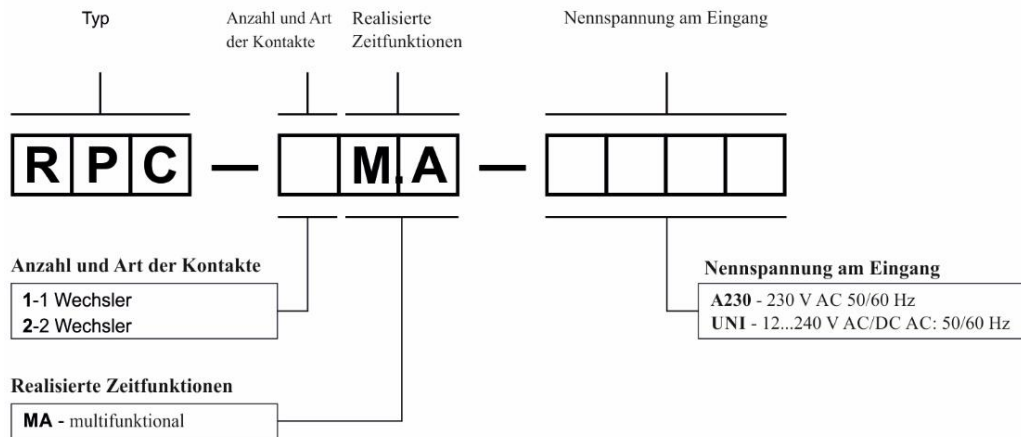 Typ
Anzahl und Art
der Kontakte
Realisierte
Zeitfunktionen
Nennspannung am Eingang
RPC — M.A —
Anzahl und Art der Kontakte
1-1 Wechsler
2-2 Wechsler
Nennspannung am Eingang
A230 - 230 V AC 50/60 Hz
UNI - 12...240 V AC/DC AC: 50/60 Hz
Realisierte Zeitfunktionen
MA - multifunktional